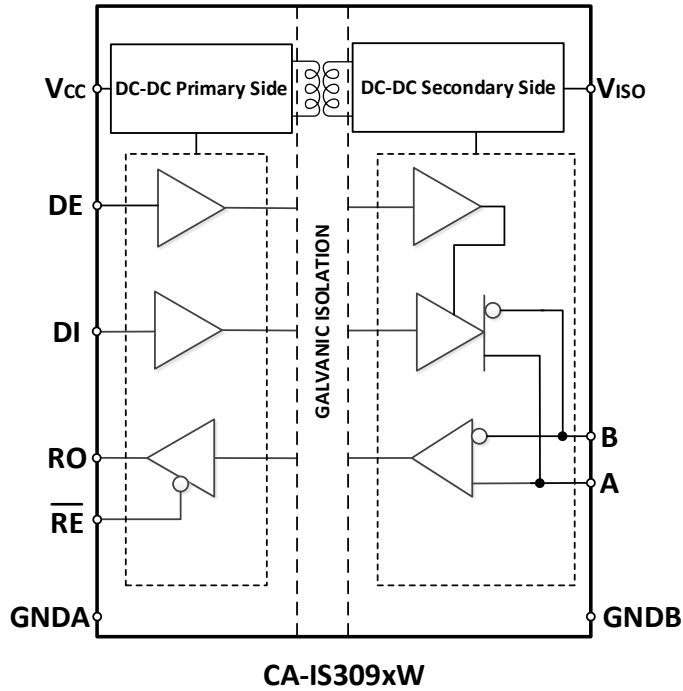 VCC
DC-DC Primary Side
DC-DC Secondary Side
VISO
DE
DI
GALVANIC ISOLATION
RO
B
A
R̅E̅
GNDA
GNDB
CA-IS309xW